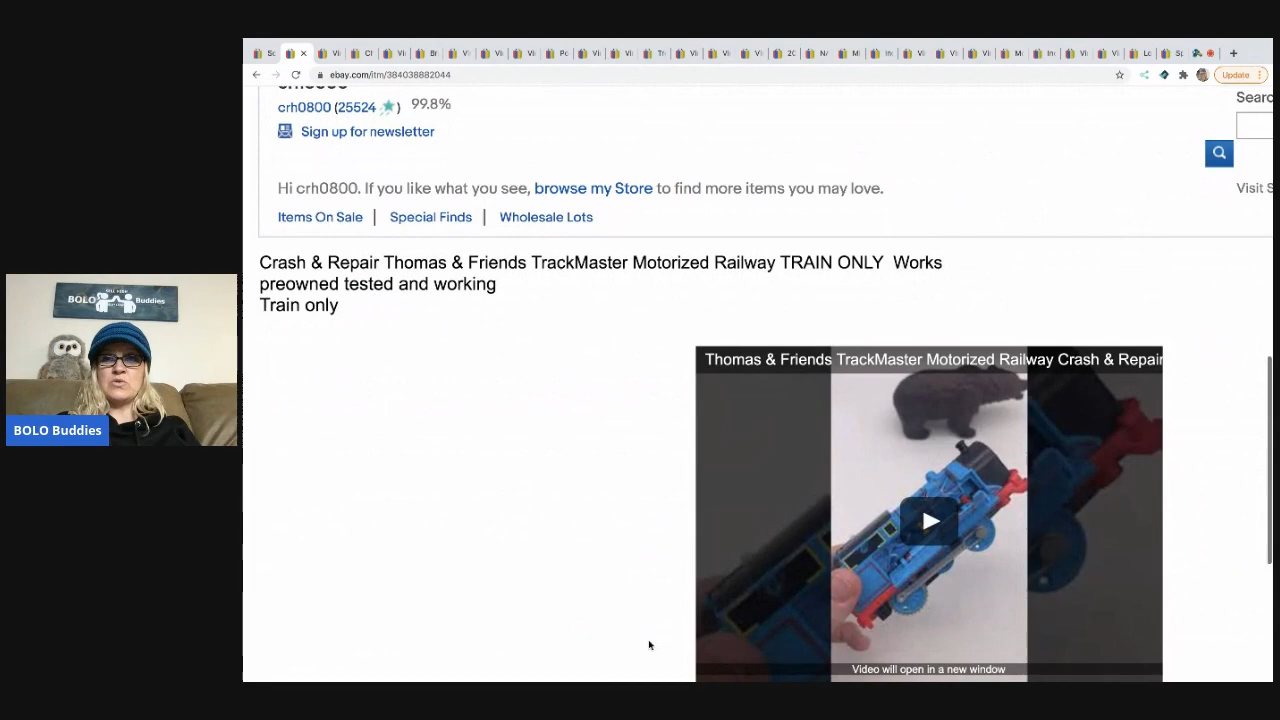 ebay.com/itm/384038882044
Update
crh0800 (25524 ) 99.8%
Searc
Sign up for newsletter
Hi crh0800. If you like what you see, browse my Store to find more items you may love.
Visit S
Items On Sale | Special Finds | Wholesale Lots
Crash & Repair Thomas & Friends TrackMaster Motorized Railway TRAIN ONLY Works
preowned tested and working
Train only
Thomas & Friends TrackMaster Motorized Railway Crash & Repair
Video will open in a new window
BOLO Buddies
BOLO Buddies